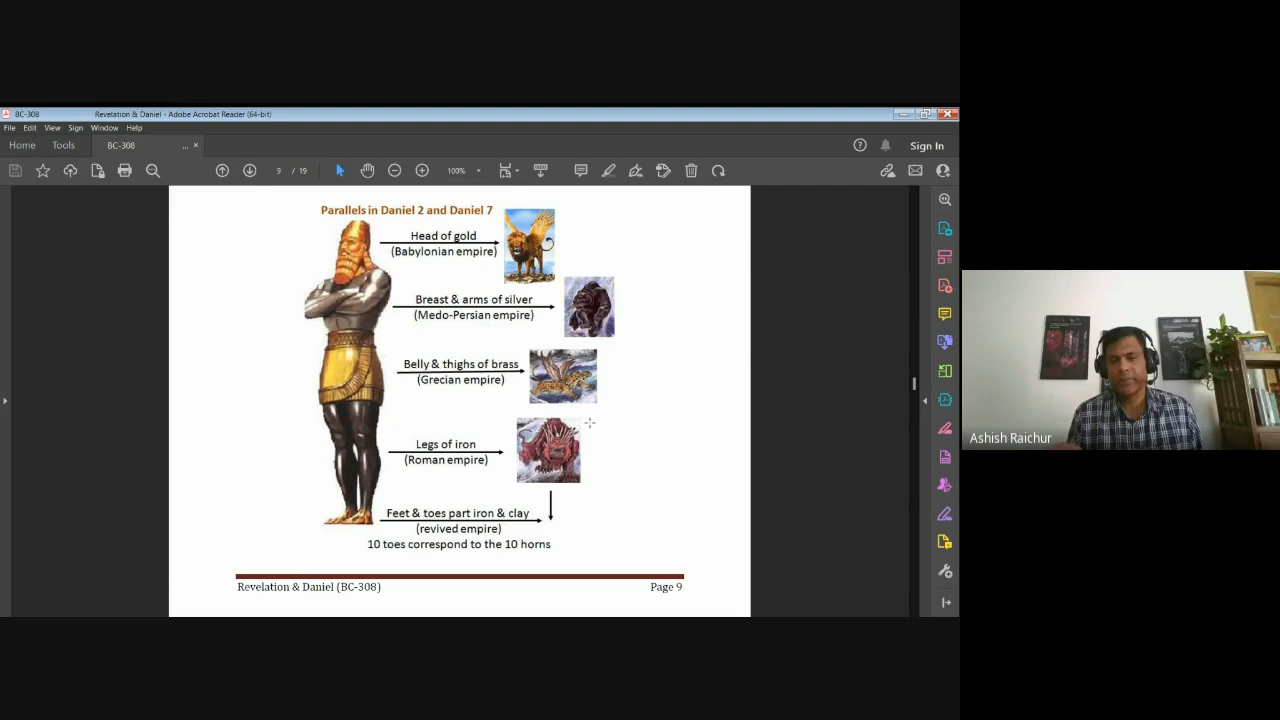 BC-308
Revelation & Daniel - Adobe Acrobat Reader (64-bit)
File Edit View Sign Window Help
Home Tools BC-308 ... ×
Sign In
9 / 19
100%
Parallels in Daniel 2 and Daniel 7
Head of gold
(Babylonian empire)
Breast & arms of silver
(Medo-Persian empire)
Belly & thighs of brass
(Grecian empire)
Legs of iron
(Roman empire)
Feet & toes part iron & clay
(revived empire)
10 toes correspond to the 10 horns
Revelation & Daniel (BC-308) Page 9
Ashish Raichur